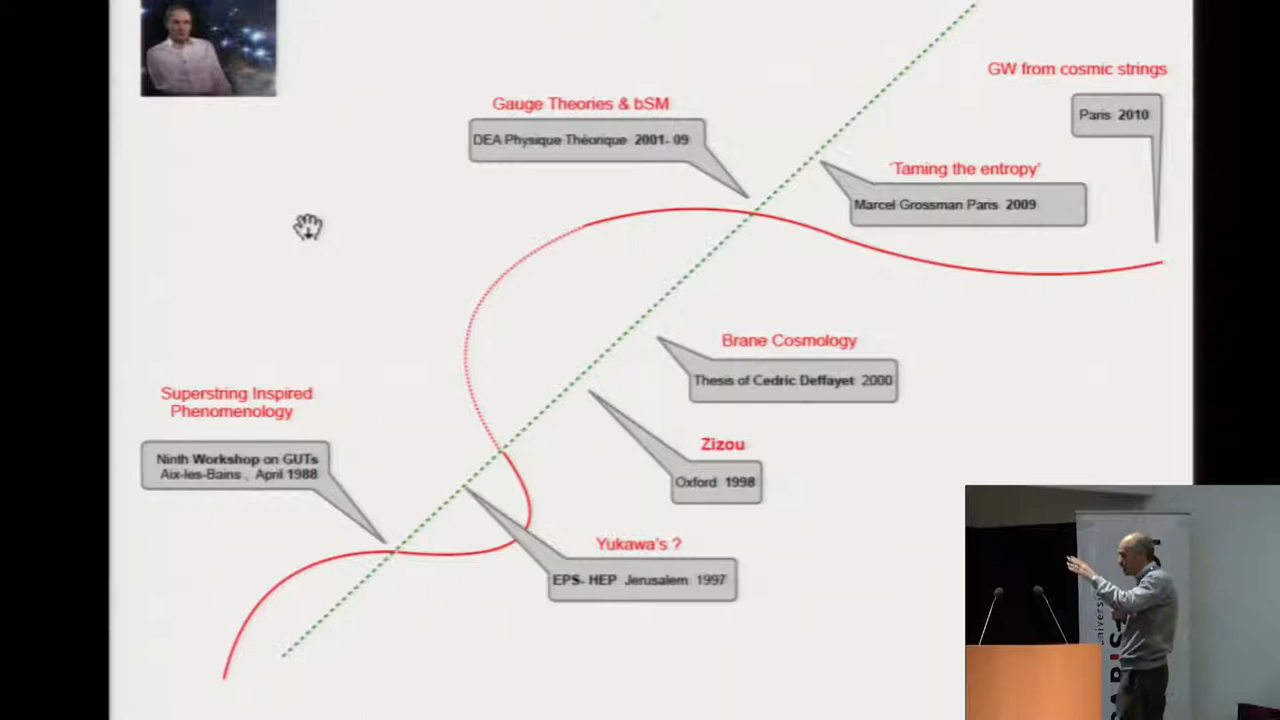 GW from cosmic strings
Paris 2010
Gauge Theories & bSM
DEA Physique Théorique 2001-09
'Taming the entropy'
Marcel Grossman Paris 2009
Brane Cosmology
Thesis of Cedric Deffayet 2000
Superstring Inspired
Phenomenology
Ninth Workshop on GUTs
Aix-les-Bains , April 1988
Zizou
Oxford 1998
Yukawa's ?
EPS-HEP Jerusalem 1997